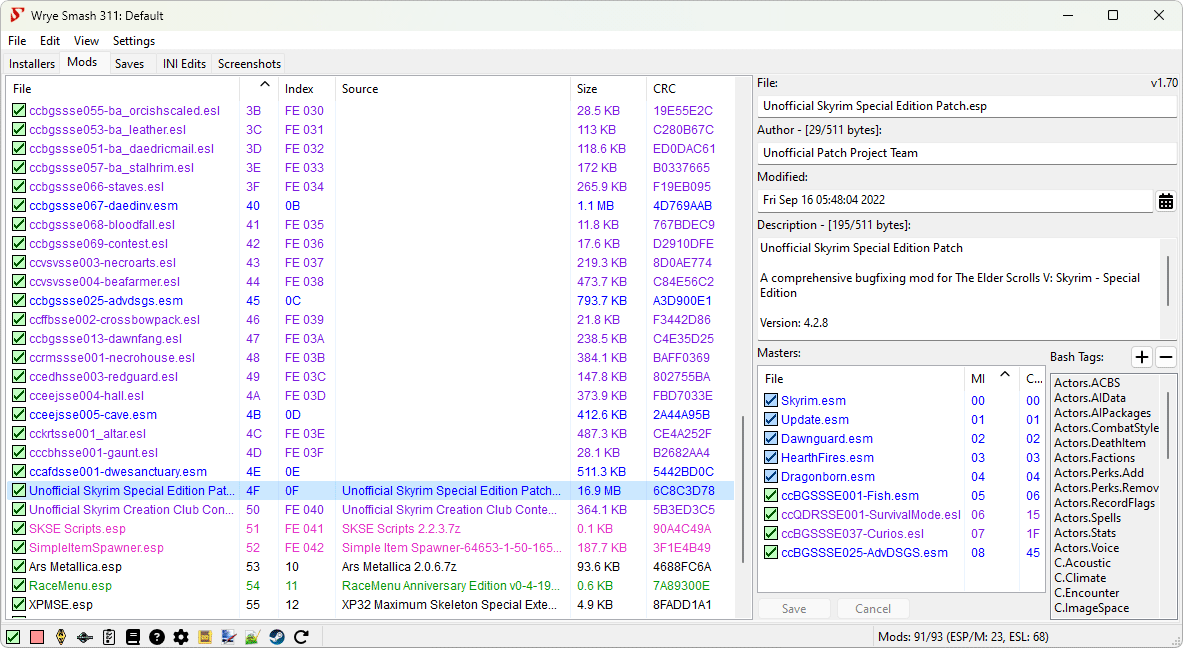 Wrye Smash 311: Default
File Edit View Settings
Installers Mods Saves INI Edits Screenshots
File Index Source Size CRC
ccbgssse055-ba_orcishscaled.esl 3B FE 030 28.5 KB 19E55E2C
ccbgssse053-ba_leather.esl 3C FE 031 113 KB C280B67C
ccbgssse051-ba_daedricmail.esl 3D FE 032 118.6 KB ED0DAC61
ccbgssse057-ba_stalhrim.esl 3E FE 033 172 KB B0337665
ccbgssse066-staves.esl 3F FE 034 265.9 KB F19EB095
ccbgssse067-daedinv.esm 40 0B 1.1 MB 4D769AAB
ccbgssse068-bloodfall.esl 41 FE 035 11.8 KB 767BDEC9
ccbgssse069-contest.esl 42 FE 036 17.6 KB D2910DFE
ccvsvsse003-necroarts.esl 43 FE 037 219.3 KB 8D0AE774
ccvsvsse004-beafarmer.esl 44 FE 038 473.7 KB C84E56C2
ccbgssse025-advdsgs.esm 45 0C 793.7 KB A3D900E1
ccffbsse002-crossbowpack.esl 46 FE 039 21.8 KB F3442D86
ccbgssse013-dawnfang.esl 47 FE 03A 238.5 KB C4E35D25
ccrmssse001-necrohouse.esl 48 FE 03B 384.1 KB BAFF0369
ccedhsse003-redguard.esl 49 FE 03C 147.8 KB 802755BA
cceejsse004-hall.esl 4A FE 03D 373.9 KB FBD7033E
cceejsse005-cave.esm 4B 0D 412.6 KB 2A44A95B
cckrtsse001_altar.esl 4C FE 03E 487.3 KB CE4A252F
cccbhsse001-gaunt.esl 4D FE 03F 28.1 KB B2682AA4
ccafdsse001-dwesanctuary.esm 4E 0E 511.3 KB 5442BD0C
Unofficial Skyrim Special Edition Pat... 4F 0F Unofficial Skyrim Special Edition Patch... 16.9 MB 6C8C3D78
Unofficial Skyrim Creation Club Con... 50 FE 040 Unofficial Skyrim Creation Club Conte... 364.1 KB 5B3ED3C5
SKSE Scripts.esp 51 FE 041 SKSE Scripts 2.2.3.7z 0.1 KB 90A4C49A
SimpleItemSpawner.esp 52 FE 042 Simple Item Spawner-64653-1-50-165... 187.7 KB 3F1E4B49
Ars Metallica.esp 53 10 Ars Metallica 2.0.6.7z 93.6 KB 4688FC6A
RaceMenu.esp 54 11 RaceMenu Anniversary Edition v0-4-19... 0.6 KB 7A89300E
XPMSE.esp 55 12 XP32 Maximum Skeleton Special Exte... 4.9 KB 8FADD1A1
File: v1.70
Unofficial Skyrim Special Edition Patch.esp
Author - [29/511 bytes]:
Unofficial Patch Project Team
Modified:
Fri Sep 16 05:48:04 2022
Description - [195/511 bytes]:
Unofficial Skyrim Special Edition Patch
A comprehensive bugfixing mod for The Elder Scrolls V: Skyrim - Special
Edition
Version: 4.2.8
Masters:
File MI C...
Skyrim.esm 00 00
Update.esm 01 01
Dawnguard.esm 02 02
HearthFires.esm 03 03
Dragonborn.esm 04 04
ccBGSSSE001-Fish.esm 05 06
ccQDRSSE001-SurvivalMode.esl 06 15
ccBGSSSE037-Curios.esl 07 1F
ccBGSSSE025-AdvDSGS.esm 08 45
Save Cancel
Bash Tags: + −
Actors.ACBS
Actors.AIData
Actors.AIPackages
Actors.CombatStyle
Actors.DeathItem
Actors.Factions
Actors.Perks.Add
Actors.Perks.Remov
Actors.RecordFlags
Actors.Spells
Actors.Stats
Actors.Voice
C.Acoustic
C.Climate
C.Encounter
C.ImageSpace
Mods: 91/93 (ESP/M: 23, ESL: 68)